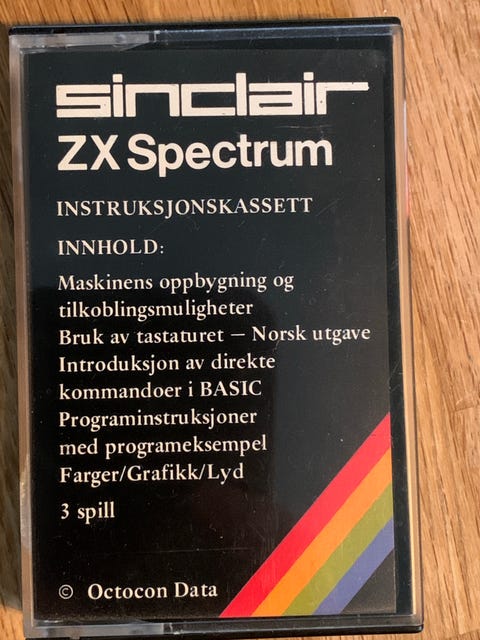 sinclair
ZX Spectrum
INSTRUKSJONSKASSETT
INNHOLD:
Maskinens oppbygning og
tilkoblingsmuligheter
Bruk av tastaturet – Norsk utgave
Introduksjon av direkte
kommandoer i BASIC
Programinstruksjoner
med programeksempel
Farger/Grafikk/Lyd
3 spill
© Octocon Data